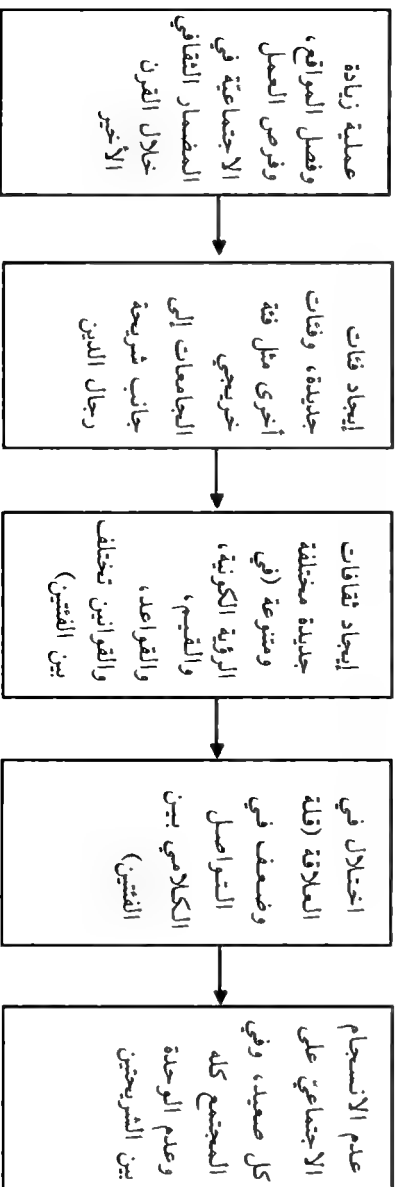 عملية زيادة
وفصل المواقع،
وفرص العمل
الاجتماعيّة في
المضمار الثقافي
خلال القرن
الأخير
إيجاد فئات
جديدة، وفئات
أخرى مثل فئة
خريجي
الجامعات إلى
جانب شريحة
رجال الدين
إيجاد ثقافات
جديدة مختلفة
ومتنوعة (في
الرؤية الكونية،
والقيم،
والقواعد،
والقوانين تختلف
بين الفئتين)
اختلال في
العلاقة (قلة
وضعف في
التواصل
الكلامي بين
الفئتين)
عدم الانسجام
الاجتماعيّ على
كل صعيد، وفي
المجتمع كله
وعدم الوحدة
بين الشريحتين